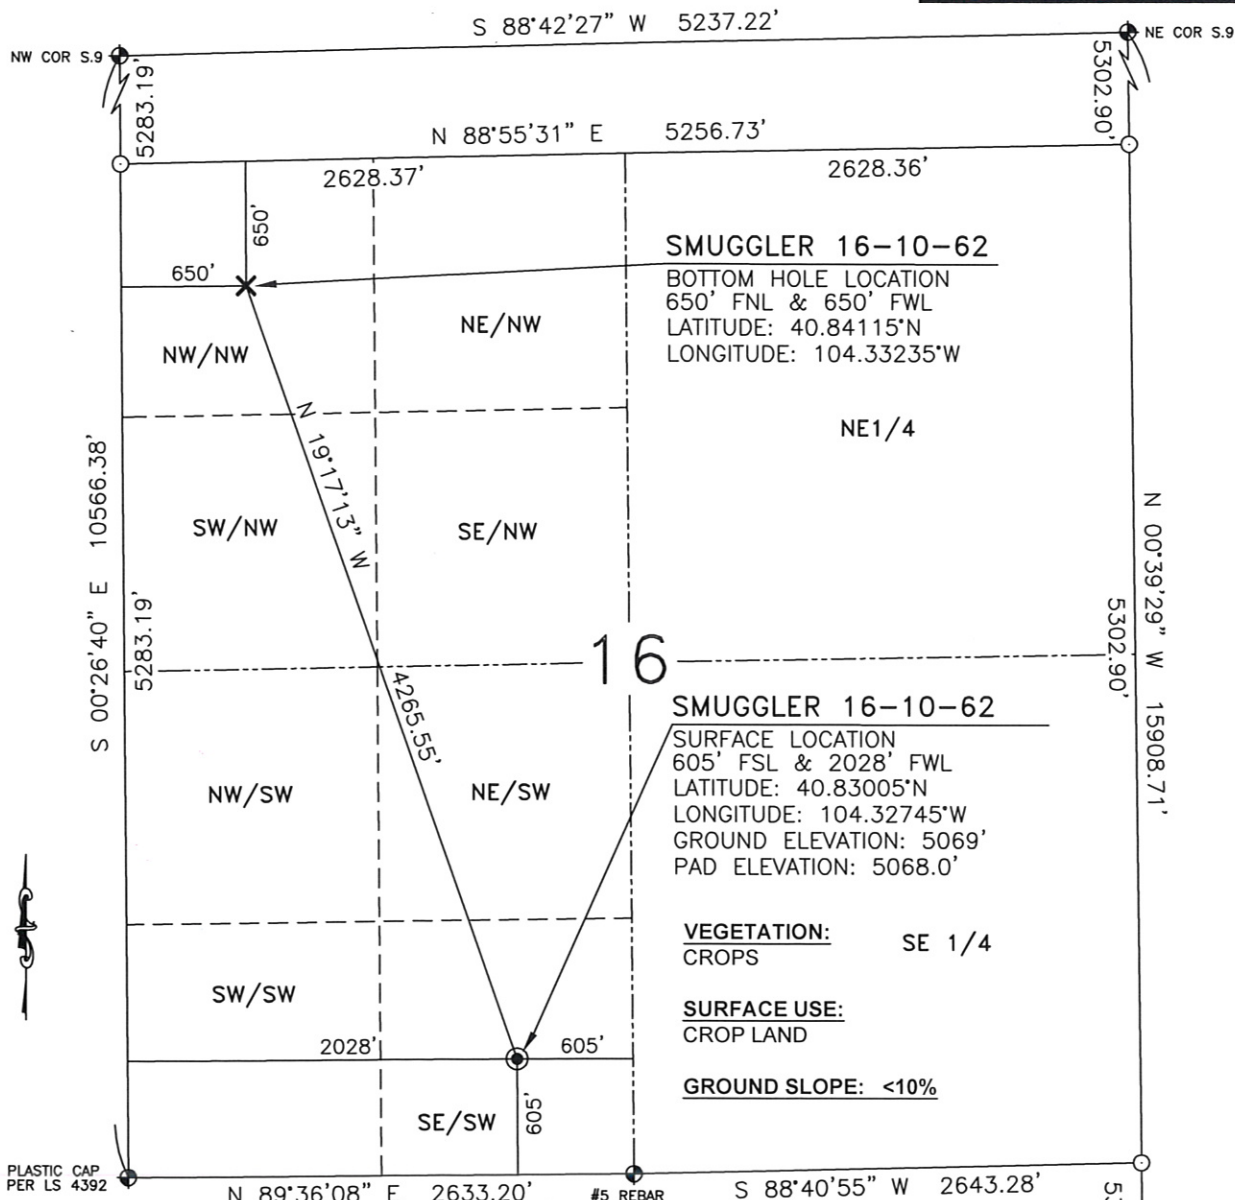 S 88°42'27" W 5237.22'
NW COR S.9
NE COR S.9
5283.19'
5302.90'
N 88°55'31" E 5256.73'
2628.37'
2628.36'
650'
650'
SMUGGLER 16-10-62
BOTTOM HOLE LOCATION
650' FNL & 650' FWL
LATITUDE: 40.84115°N
LONGITUDE: 104.33235°W
NE/NW
NW/NW
NE1/4
N 19°17'13" W
S 00°26'40" E 10566.38'
SW/NW
SE/NW
N 00°39'29" W 15908.71'
5283.19'
5302.90'
16
4265.55'
SMUGGLER 16-10-62
SURFACE LOCATION
605' FSL & 2028' FWL
LATITUDE: 40.83005°N
LONGITUDE: 104.32745°W
GROUND ELEVATION: 5069'
PAD ELEVATION: 5068.0'
NW/SW
NE/SW
VEGETATION:
CROPS
SE 1/4
SW/SW
SURFACE USE:
CROP LAND
2028'
605'
GROUND SLOPE: <10%
SE/SW
605'
PLASTIC CAP
PER LS 4392
N 89°36'08" E 2633.20'
#5 REBAR
S 88°40'55" W 2643.28'